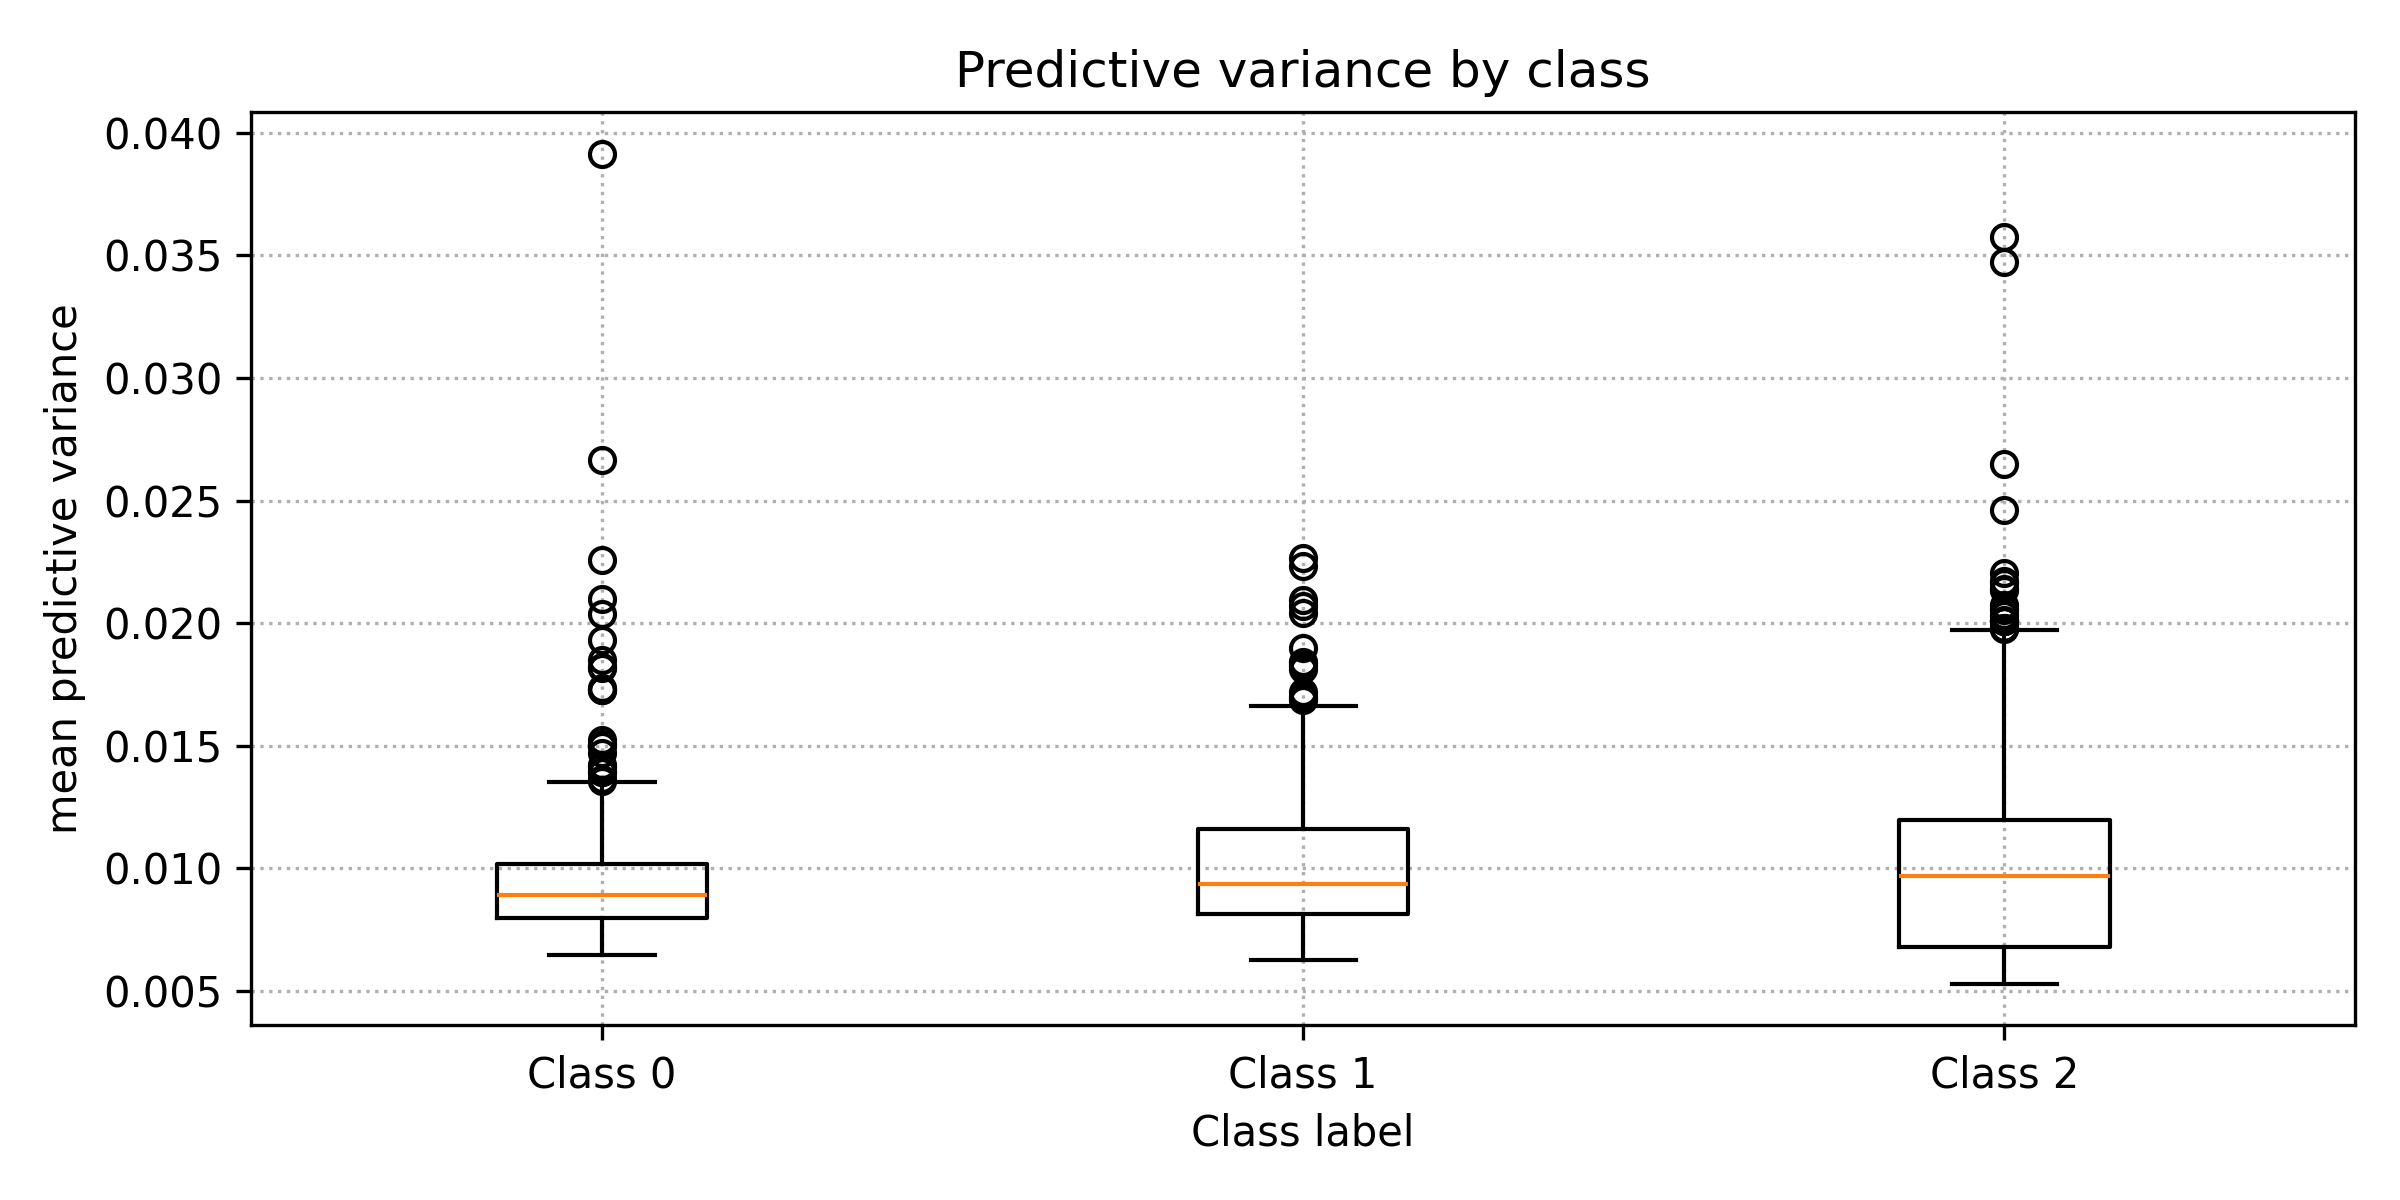 Predictive variance by class
mean predictive variance
0.040
0.035
0.030
0.025
0.020
0.015
0.010
0.005
Class 0
Class 1
Class 2
Class label